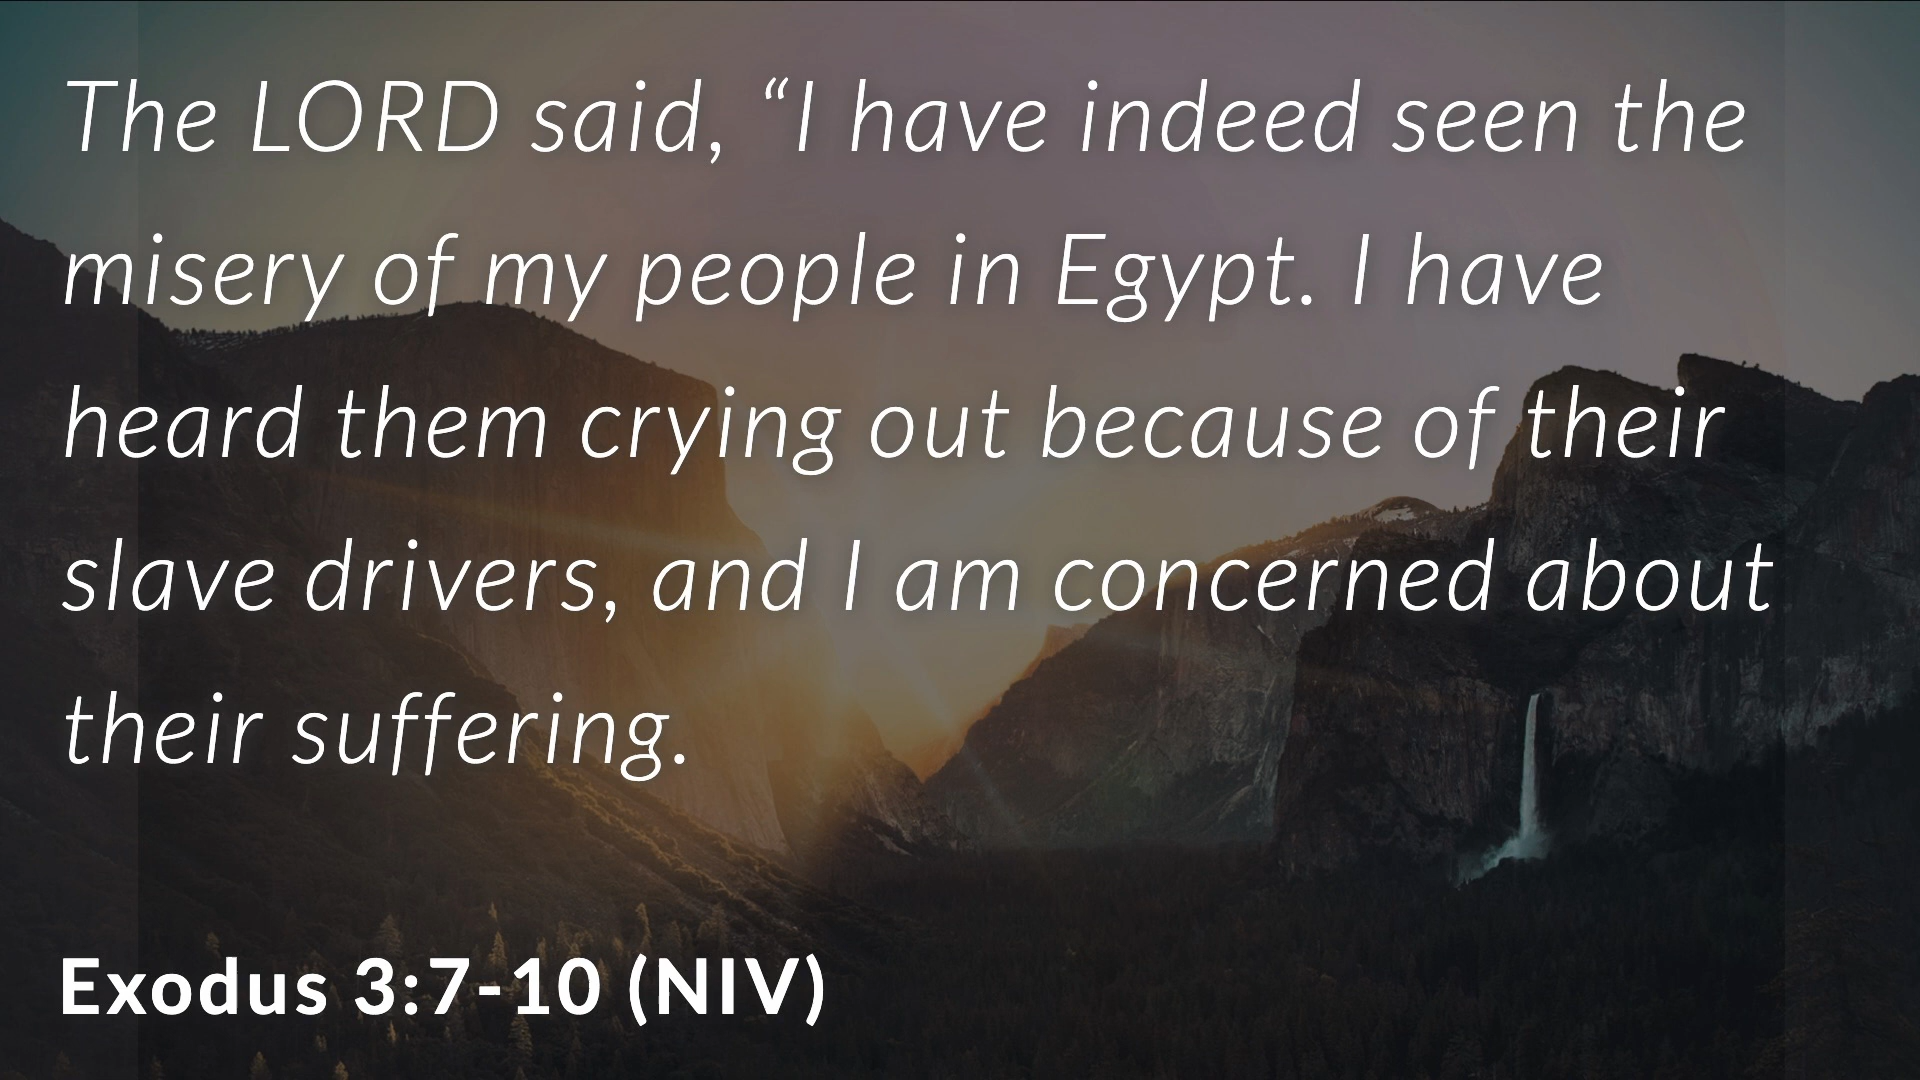 The LORD said, “I have indeed seen the
misery of my people in Egypt. I have
heard them crying out because of their
slave drivers, and I am concerned about
their suffering.
Exodus 3:7-10 (NIV)